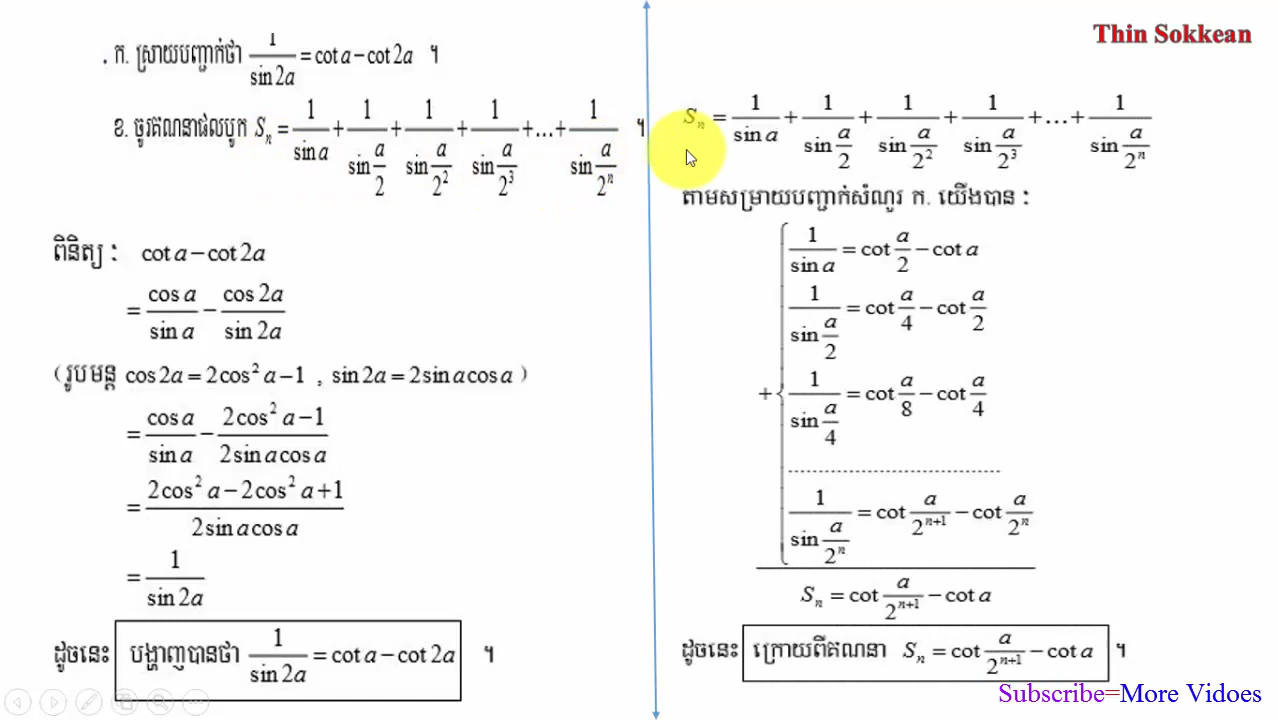 Thin Sokkean
. ក. ស្រាយបញ្ជាក់ថា 1/sin2a = cot a − cot 2a ។
ខ. ចូរគណនាផលបូក Sₙ = 1/sin a + 1/sin(a/2) + 1/sin(a/2²) + 1/sin(a/2³) + ... + 1/sin(a/2ⁿ) ។
ពិនិត្យ ៖ cot a − cot 2a
= cos a/sin a − cos 2a/sin 2a
(រូបមន្ត cos 2a = 2cos² a − 1 , sin 2a = 2sin a cos a )
= cos a/sin a − (2cos² a − 1)/(2sin a cos a)
= (2cos² a − 2cos² a + 1)/(2sin a cos a)
= 1/sin 2a
ដូចនេះ បង្ហាញបានថា 1/sin 2a = cot a − cot 2a ។
Sₙ = 1/sin a + 1/sin(a/2) + 1/sin(a/2²) + 1/sin(a/2³) + ... + 1/sin(a/2ⁿ)
តាមសម្រាយបញ្ជាក់សំណួរ ក. យើងបាន ៖
1/sin a = cot a/2 − cot a
1/sin(a/2) = cot a/4 − cot a/2
+ { 1/sin(a/4) = cot a/8 − cot a/4
1/sin(a/2ⁿ) = cot a/2ⁿ⁺¹ − cot a/2ⁿ
Sₙ = cot a/2ⁿ⁺¹ − cot a
ដូចនេះ ក្រោយពីគណនា Sₙ = cot a/2ⁿ⁺¹ − cot a ។
Subscribe=More Vidoes